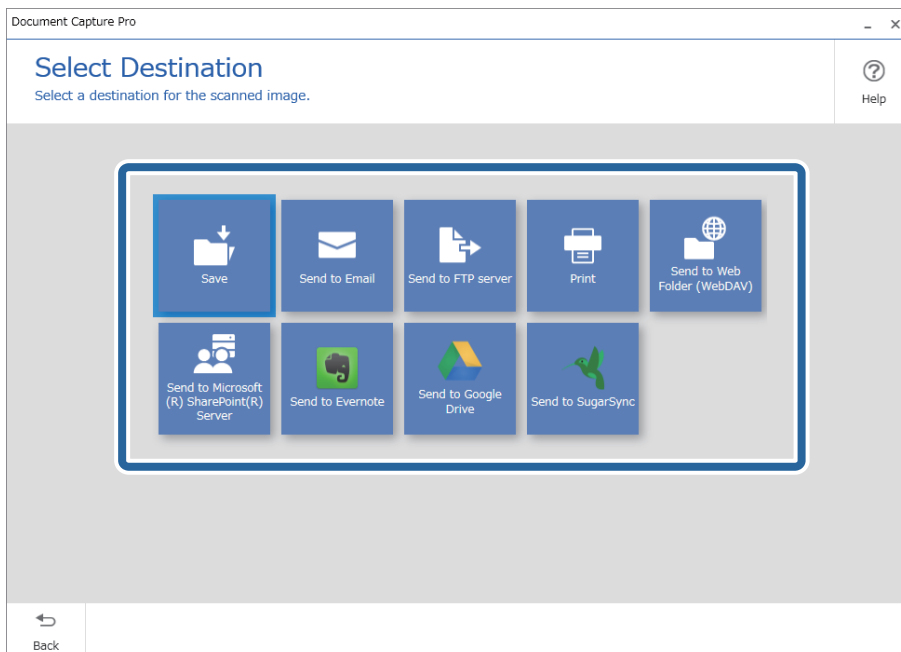 Document Capture Pro
Select Destination
Select a destination for the scanned image.
Help
Save
Send to Email
Send to FTP server
Print
Send to Web
Folder (WebDAV)
Send to Microsoft
(R) SharePoint(R)
Server
Send to Evernote
Send to Google
Drive
Send to SugarSync
Back